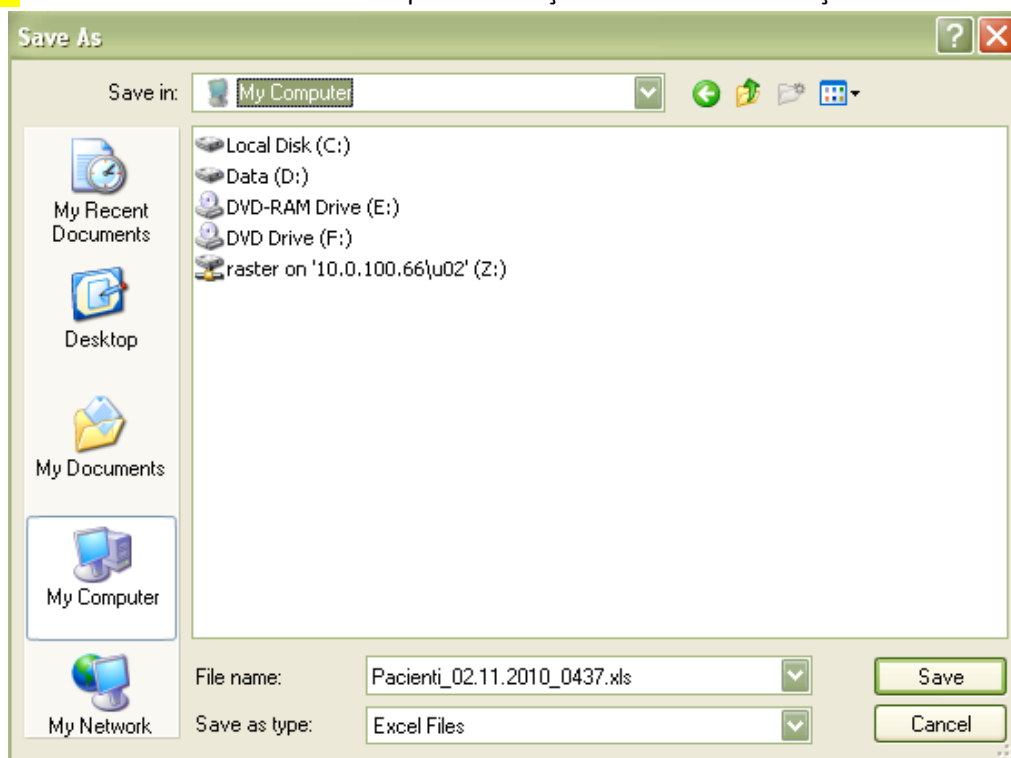 Save As
Save in:
My Computer
Local Disk (C:)
Data (D:)
DVD-RAM Drive (E:)
DVD Drive (F:)
raster on '10.0.100.66\u02' (Z:)
My Recent
Documents
Desktop
My Documents
My Computer
My Network
File name:
Pacienti_02.11.2010_0437.xls
Save
Save as type:
Excel Files
Cancel